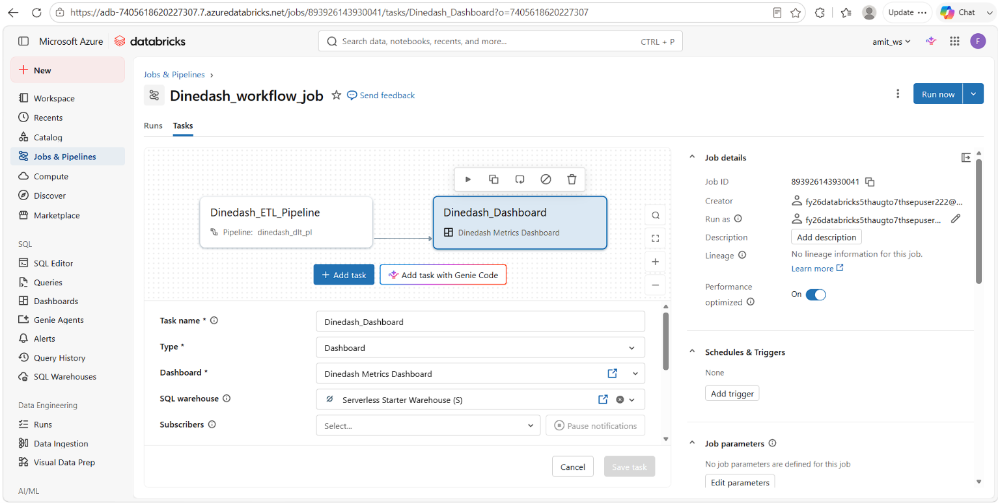 https://adb-7405618620227307.7.azuredatabricks.net/jobs/893926143930041/tasks/Dinedash_Dashboard?o=7405618620227307
Update
Chat
Microsoft Azure
databricks
Search data, notebooks, recents, and more...
CTRL + P
amit_ws
F
New
Workspace
Recents
Catalog
Jobs & Pipelines
Compute
Discover
Marketplace
SQL
SQL Editor
Queries
Dashboards
Genie Agents
Alerts
Query History
SQL Warehouses
Data Engineering
Runs
Data Ingestion
Visual Data Prep
AI/ML
Jobs & Pipelines ›
Dinedash_workflow_job
Send feedback
Run now
Runs
Tasks
Dinedash_ETL_Pipeline
Pipeline: dinedash_dlt_pl
Dinedash_Dashboard
Dinedash Metrics Dashboard
+ Add task
Add task with Genie Code
Task name *
Dinedash_Dashboard
Type *
Dashboard
Dashboard *
Dinedash Metrics Dashboard
SQL warehouse
Serverless Starter Warehouse (S)
Subscribers
Select...
Pause notifications
Cancel
Save task
Job details
Job ID
893926143930041
Creator
fy26databricks5thaugto7thsepuser222@...
Run as
fy26databricks5thaugto7thsepuser...
Description
Add description
Lineage
No lineage information for this job.
Learn more
Performance
optimized
On
Schedules & Triggers
None
Add trigger
Job parameters
No job parameters are defined for this job
Edit parameters